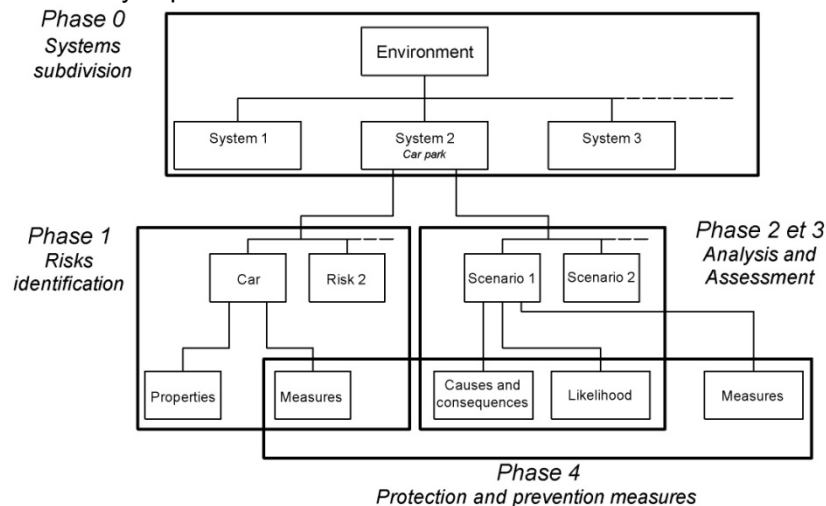 Phase 0
Systems
subdivision
Environment
System 1
System 2
Car park
System 3
Phase 1
Risks
identification
Phase 2 et 3
Analysis and
Assessment
Car
Risk 2
Scenario 1
Scenario 2
Properties
Measures
Causes and
consequences
Likelihood
Measures
Phase 4
Protection and prevention measures